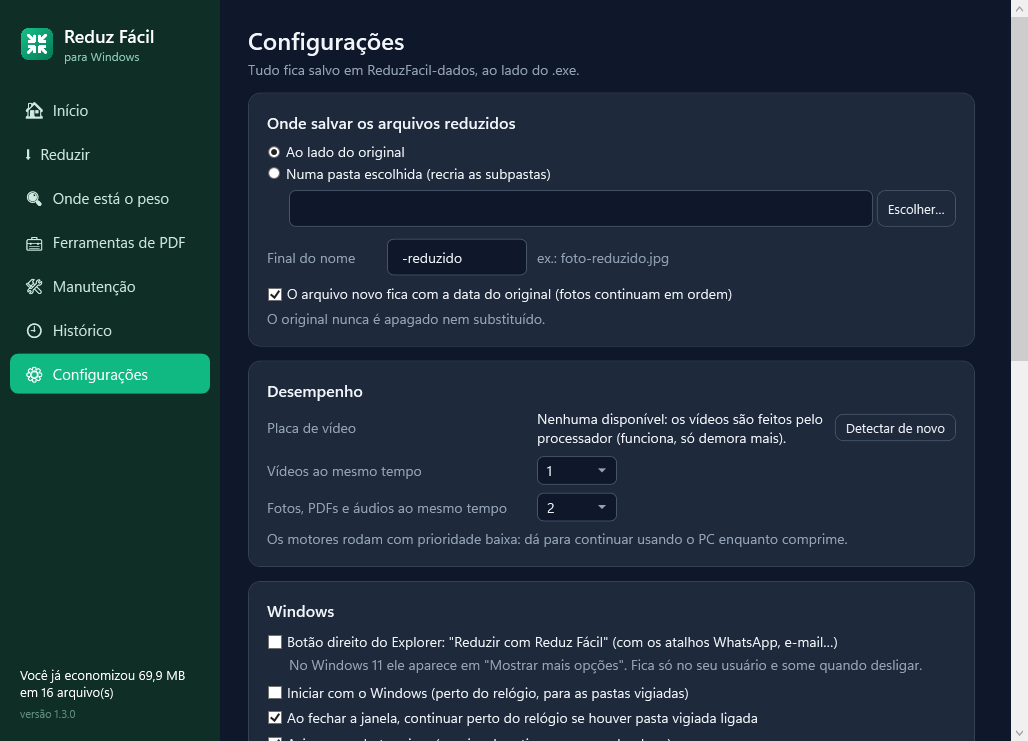 Reduz Fácil
para Windows
Início
Reduzir
Onde está o peso
Ferramentas de PDF
Manutenção
Histórico
Configurações
Você já economizou 69,9 MB
em 16 arquivo(s)
versão 1.3.0
Configurações
Tudo fica salvo em ReduzFacil-dados, ao lado do .exe.
Onde salvar os arquivos reduzidos
Ao lado do original
Numa pasta escolhida (recria as subpastas)
Escolher...
Final do nome
-reduzido
ex.: foto-reduzido.jpg
O arquivo novo fica com a data do original (fotos continuam em ordem)
O original nunca é apagado nem substituído.
Desempenho
Placa de vídeo
Nenhuma disponível: os vídeos são feitos pelo
processador (funciona, só demora mais).
Detectar de novo
Vídeos ao mesmo tempo
1
Fotos, PDFs e áudios ao mesmo tempo
2
Os motores rodam com prioridade baixa: dá para continuar usando o PC enquanto comprime.
Windows
Botão direito do Explorer: "Reduzir com Reduz Fácil" (com os atalhos WhatsApp, e-mail...)
No Windows 11 ele aparece em "Mostrar mais opções". Fica só no seu usuário e some quando desligar.
Iniciar com o Windows (perto do relógio, para as pastas vigiadas)
Ao fechar a janela, continuar perto do relógio se houver pasta vigiada ligada